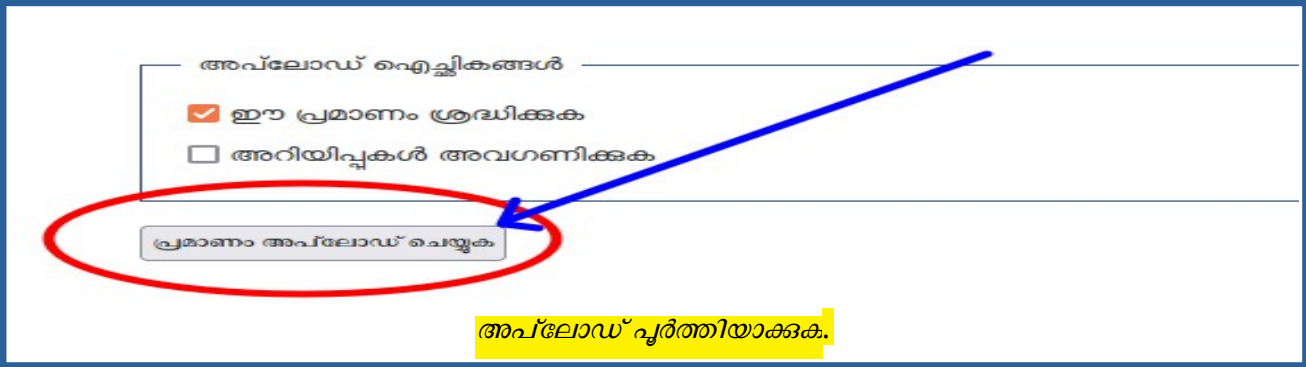 അപ്‌ലോഡ് ഐച്ഛികങ്ങൾ
ഈ പ്രമാണം ശ്രദ്ധിക്കുക
അറിയിപ്പുകൾ അവഗണിക്കുക
പ്രമാണം അപ്‌ലോഡ് ചെയ്യുക
അപ്‌ലോഡ് പൂർത്തിയാക്കുക.